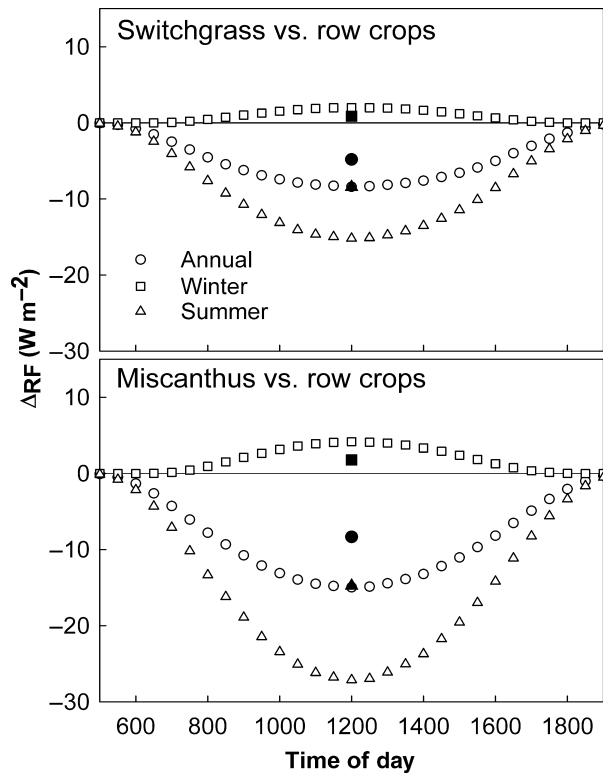 Switchgrass vs. row crops
10
0
−10
−20
−30
Annual
Winter
Summer
ΔRF (W m−2)
Miscanthus vs. row crops
10
0
−10
−20
−30
600 800 1000 1200 1400 1600 1800
Time of day